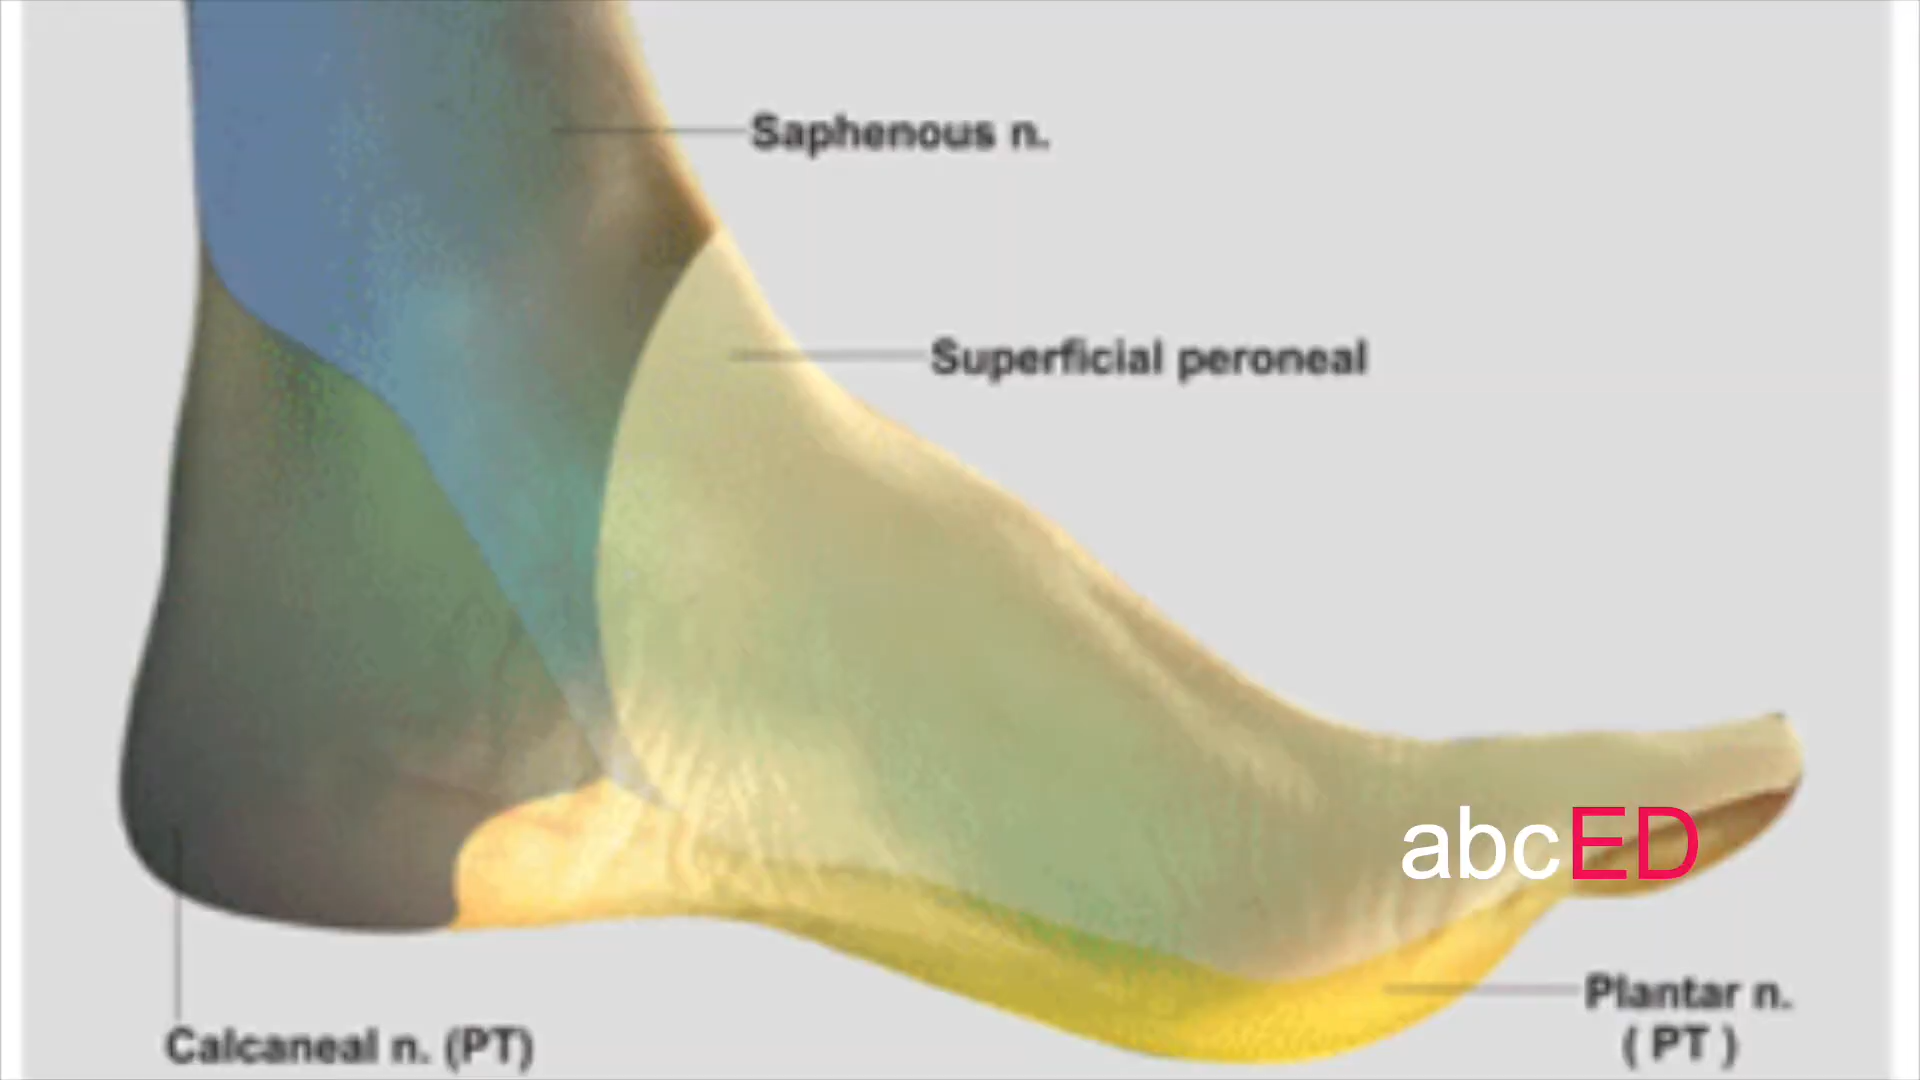 Saphenous n.
Superficial peroneal
abcED
Plantar n.
( PT )
Calcaneal n. (PT)